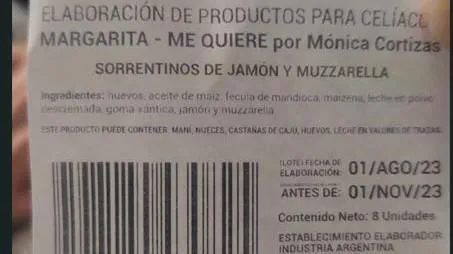 ELABORACIÓN DE PRODUCTOS PARA CELÍACO
MARGARITA - ME QUIERE por Mónica Cortizas
SORRENTINOS DE JAMÓN Y MUZZARELLA
Ingredientes: huevos, aceite de maíz, fecula de mandioca, maizena, leche en polvo
descremada, goma xántica, jamón y muzzarella
ESTE PRODUCTO PUEDE CONTENER: MANÍ, NUECES, CASTAÑAS DE CAJU, HUEVOS, LECHE EN VALORES DE TRAZAS.
(LOTE) FECHA DE
ELABORACIÓN: 01/AGO/23
ANTES DE: 01/NOV/23
Contenido Neto: 8 Unidades
ESTABLECIMIENTO ELABORADOR
INDUSTRIA ARGENTINA